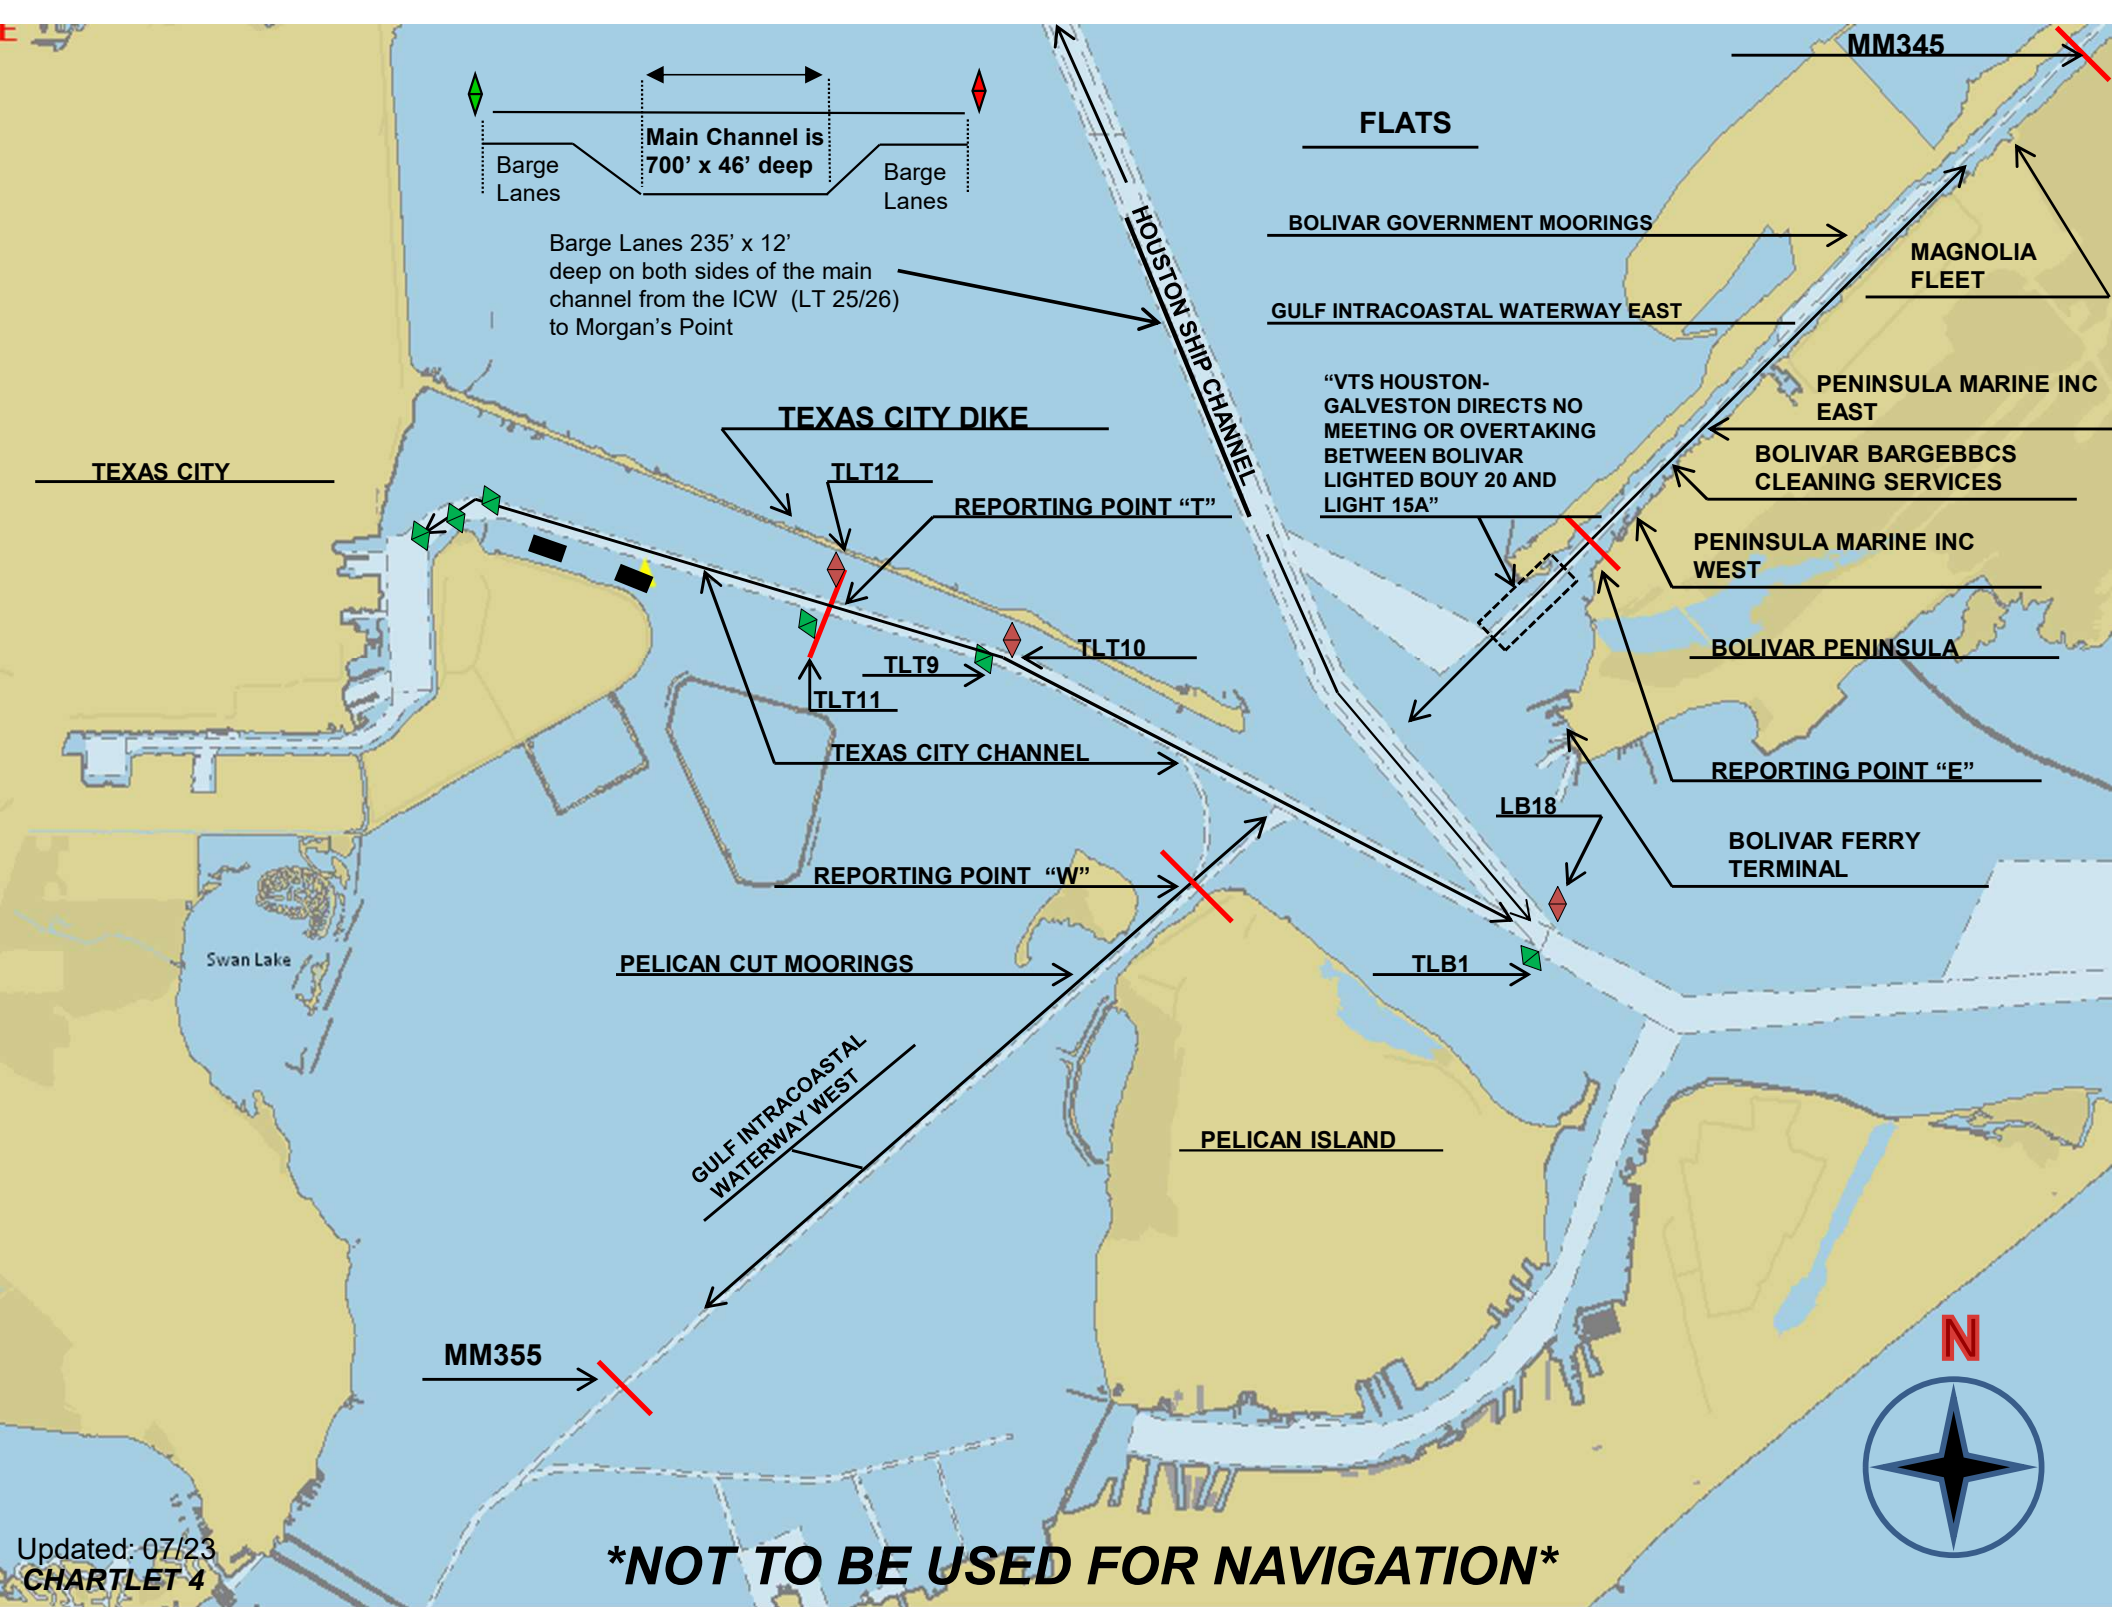 E
MM345
Main Channel is
700’ x 46’ deep
Barge
Lanes
Barge
Lanes
FLATS
Barge Lanes 235’ x 12’
deep on both sides of the main
channel from the ICW (LT 25/26)
to Morgan’s Point
HOUSTON SHIP CHANNEL
BOLIVAR GOVERNMENT MOORINGS
MAGNOLIA
FLEET
GULF INTRACOASTAL WATERWAY EAST
“VTS HOUSTON-
GALVESTON DIRECTS NO
MEETING OR OVERTAKING
BETWEEN BOLIVAR
LIGHTED BOUY 20 AND
LIGHT 15A”
PENINSULA MARINE INC
EAST
BOLIVAR BARGEBBCS
CLEANING SERVICES
TEXAS CITY DIKE
TEXAS CITY
TLT12
REPORTING POINT “T”
PENINSULA MARINE INC
WEST
TLT10
TLT9
TLT11
BOLIVAR PENINSULA
TEXAS CITY CHANNEL
REPORTING POINT “E”
LB18
BOLIVAR FERRY
TERMINAL
REPORTING POINT “W”
Swan Lake
PELICAN CUT MOORINGS
TLB1
GULF INTRACOASTAL
WATERWAY WEST
PELICAN ISLAND
MM355
N
Updated: 07/23
CHARTLET 4
*NOT TO BE USED FOR NAVIGATION*